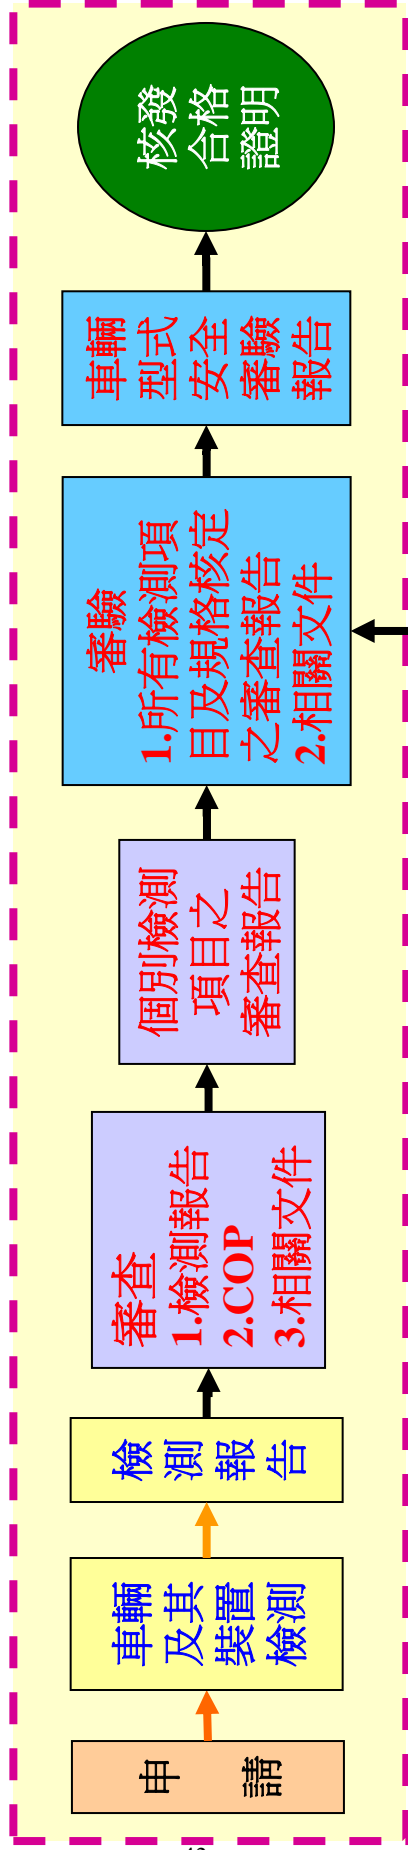 申請
車輛
及其
裝置
檢測
檢
測
報
告
審查
1.檢測報告
2.COP
3.相關文件
個別檢測
項目之
審查報告
審驗
1.所有檢測項
目及規格核定
之審查報告
2.相關文件
車輛
型式
安全
審驗
報告
核發
合格
證明